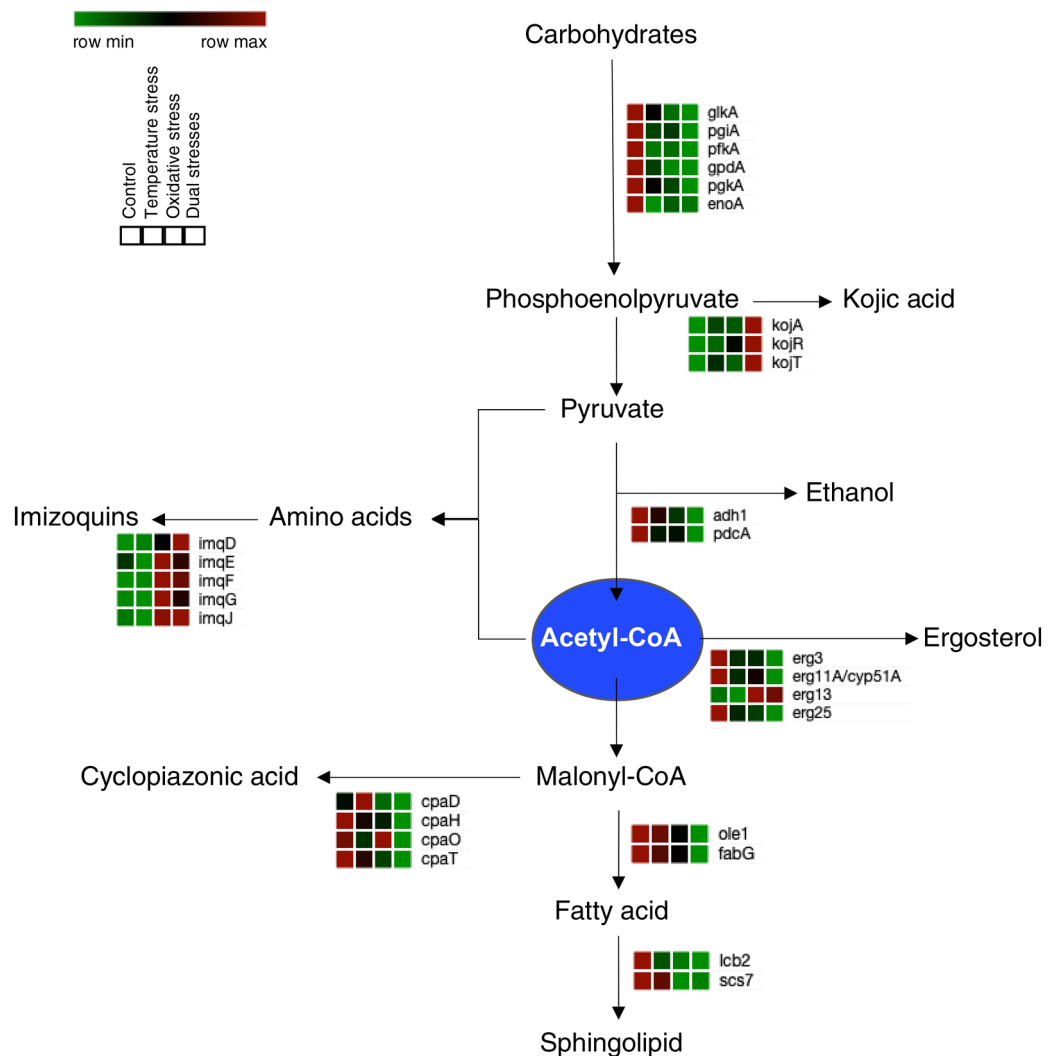 row min row max
Control
Temperature stress
Oxidative stress
Dual stresses
Carbohydrates
glkA
pgiA
pfkA
gpdA
pgkA
enoA
Phosphoenolpyruvate
Kojic acid
kojA
kojR
kojT
Pyruvate
Ethanol
adh1
pdcA
Imizoquins
Amino acids
imqD
imqE
imqF
imqG
imqJ
Acetyl-CoA
Ergosterol
erg3
erg11A/cyp51A
erg13
erg25
Cyclopiazonic acid
Malonyl-CoA
cpaD
cpaH
cpaO
cpaT
ole1
fabG
Fatty acid
lcb2
scs7
Sphingolipid